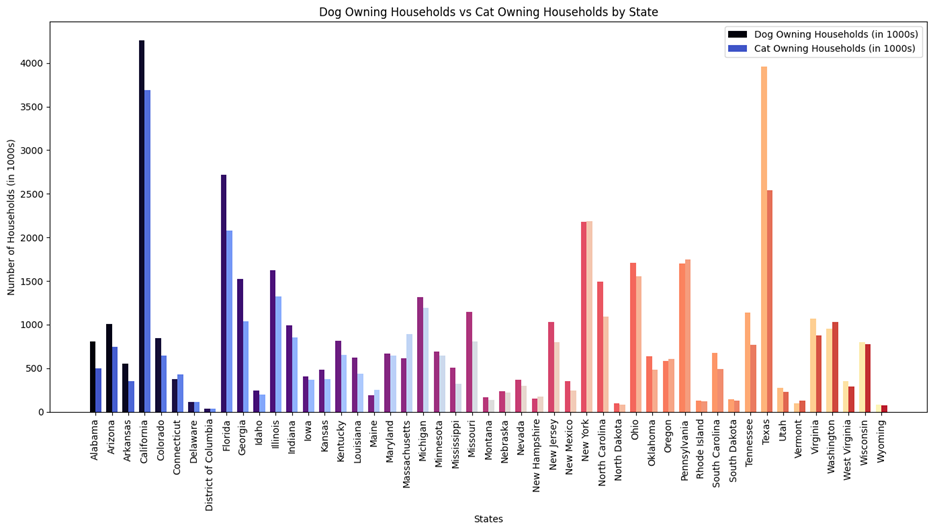 Dog Owning Households vs Cat Owning Households by State
Dog Owning Households (in 1000s)
Cat Owning Households (in 1000s)
Number of Households (in 1000s)
4000
3500
3000
2500
2000
1500
1000
500
0
Alabama
Arizona
Arkansas
California
Colorado
Connecticut
Delaware
District of Columbia
Florida
Georgia
Idaho
Illinois
Indiana
Iowa
Kansas
Kentucky
Louisiana
Maine
Maryland
Massachusetts
Michigan
Minnesota
Mississippi
Missouri
Montana
Nebraska
Nevada
New Hampshire
New Jersey
New Mexico
New York
North Carolina
North Dakota
Ohio
Oklahoma
Oregon
Pennsylvania
Rhode Island
South Carolina
South Dakota
Tennessee
Texas
Utah
Vermont
Virginia
Washington
West Virginia
Wisconsin
Wyoming
States